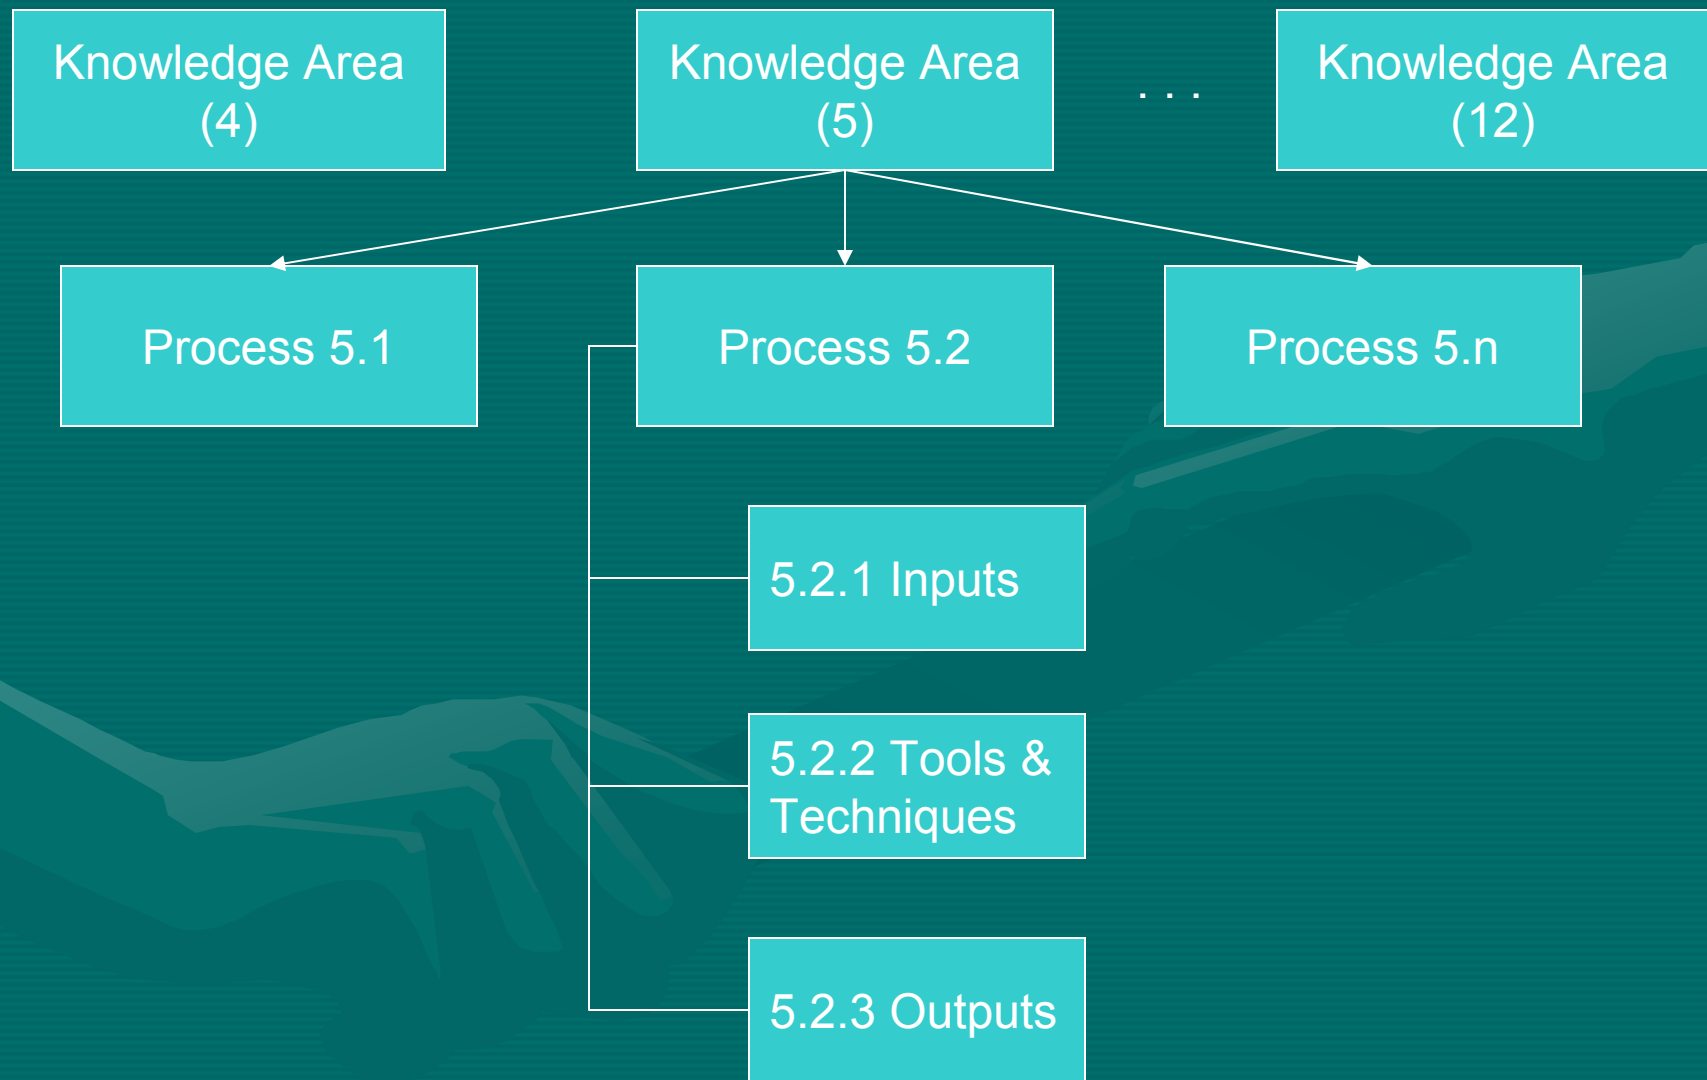 Knowledge Area
(4)
Knowledge Area
(5)
. . .
Knowledge Area
(12)
Process 5.1
Process 5.2
Process 5.n
5.2.1 Inputs
5.2.2 Tools &
Techniques
5.2.3 Outputs